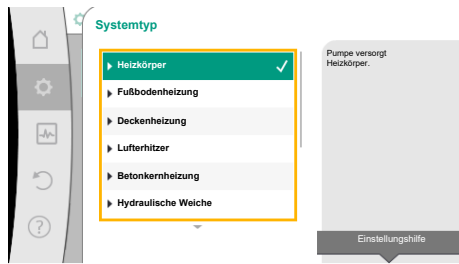 Systemtyp
Heizkörper
Fußbodenheizung
Deckenheizung
Lufterhitzer
Betonkernheizung
Hydraulische Weiche
Pumpe versorgt
Heizkörper.
Einstellungshilfe